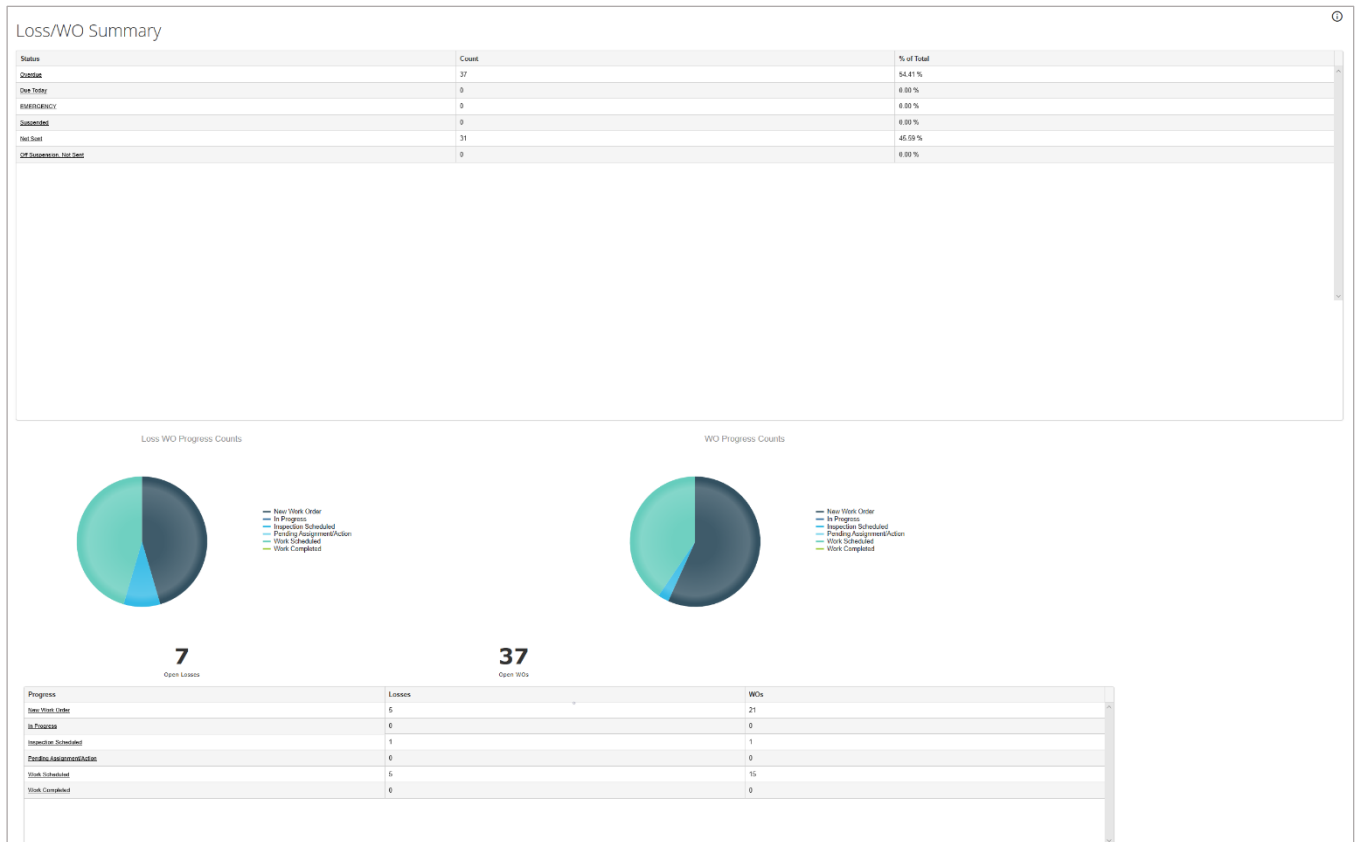 Loss/WO Summary
Status Count % of Total
Overdue 37 54.41 %
Due Today 0 0.00 %
EMERGENCY 0 0.00 %
Suspended 0 0.00 %
Not Sent 31 45.59 %
Off Suspension, Not Sent 0 0.00 %
Loss WO Progress Counts WO Progress Counts
New Work Order
In Progress
Inspection Scheduled
Pending Assignment/Action
Work Scheduled
Work Completed
New Work Order
In Progress
Inspection Scheduled
Pending Assignment/Action
Work Scheduled
Work Completed
7 37
Open Losses Open WOs
Progress Losses WOs
New Work Order 5 21
In Progress 0 0
Inspection Scheduled 1 1
Pending Assignment/Action 0 0
Work Scheduled 5 15
Work Completed 0 0